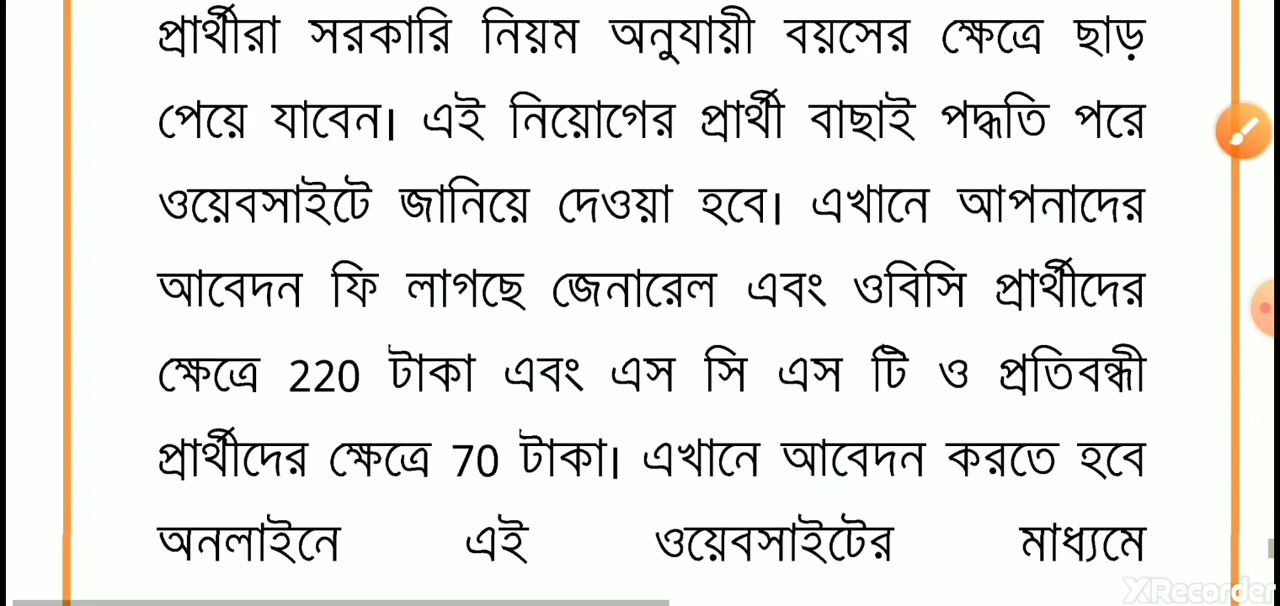 প্রার্থীরা সরকারি নিয়ম অনুযায়ী বয়সের ক্ষেত্রে ছাড়
পেয়ে যাবেন। এই নিয়োগের প্রার্থী বাছাই পদ্ধতি পরে
ওয়েবসাইটে জানিয়ে দেওয়া হবে। এখানে আপনাদের
আবেদন ফি লাগছে জেনারেল এবং ওবিসি প্রার্থীদের
ক্ষেত্রে 220 টাকা এবং এস সি এস টি ও প্রতিবন্ধী
প্রার্থীদের ক্ষেত্রে 70 টাকা। এখানে আবেদন করতে হবে
অনলাইনে এই ওয়েবসাইটের মাধ্যমে
XRecorder